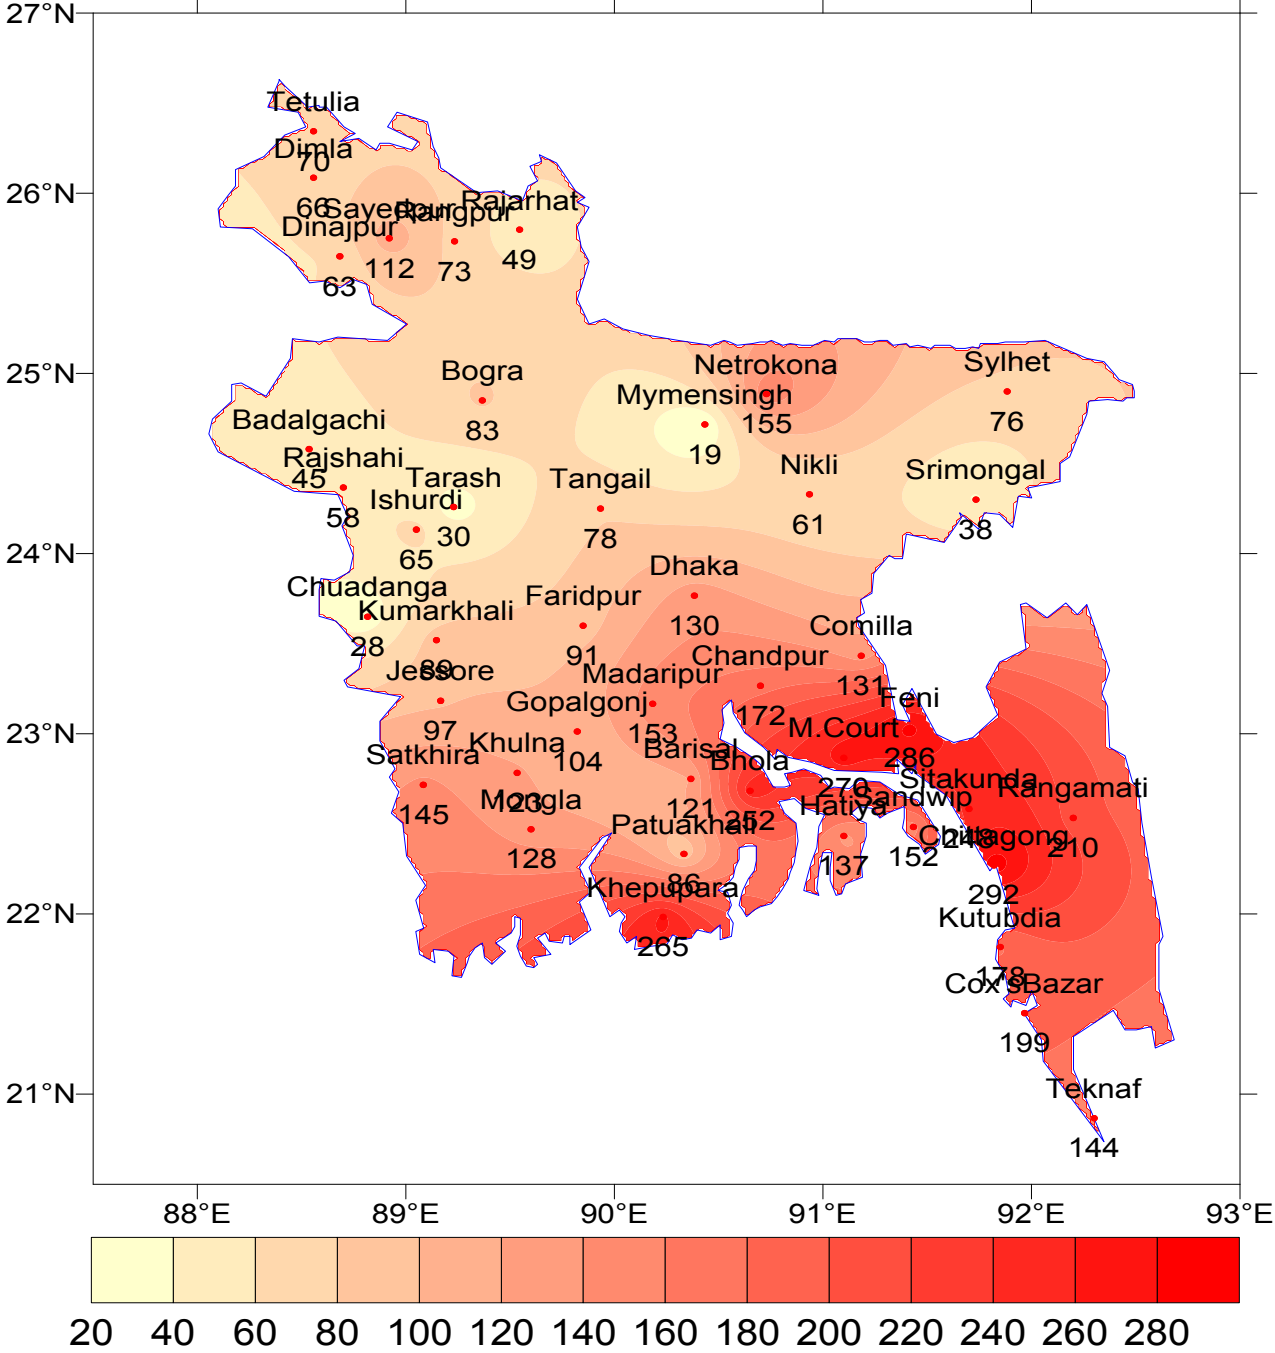 27°N
Tetulia
Dimla
70
26°N
66
Sayedpur
Rangpur
Rajarhat
Dinajpur
112
73
49
63
25°N
Bogra
Netrokona
Sylhet
Mymensingh
83
155
76
Badalgachi
19
Rajshahi
45
Tarash
Tangail
Nikli
Srimongal
Ishurdi
58
30
78
61
38
24°N
65
Dhaka
Chuadanga
Faridpur
Kumarkhali
130
Comilla
28
91
89
Jessore
Chandpur
131
Madaripur
Gopalgonj
172
Feni
23°N
97
153
M.Court
Satkhira
Khulna
104
Barisal
Bhola
286
270
Sitakunda
Rangamati
145
123
Mongla
121
252
Hatiya
Sandwip
Patuakhali
248
Chittagong
210
128
137
152
86
Khepupara
292
22°N
Kutubdia
265
178
Cox'sBazar
199
21°N
Teknaf
144
88°E 89°E 90°E 91°E 92°E 93°E
20 40 60 80 100 120 140 160 180 200 220 240 260 280